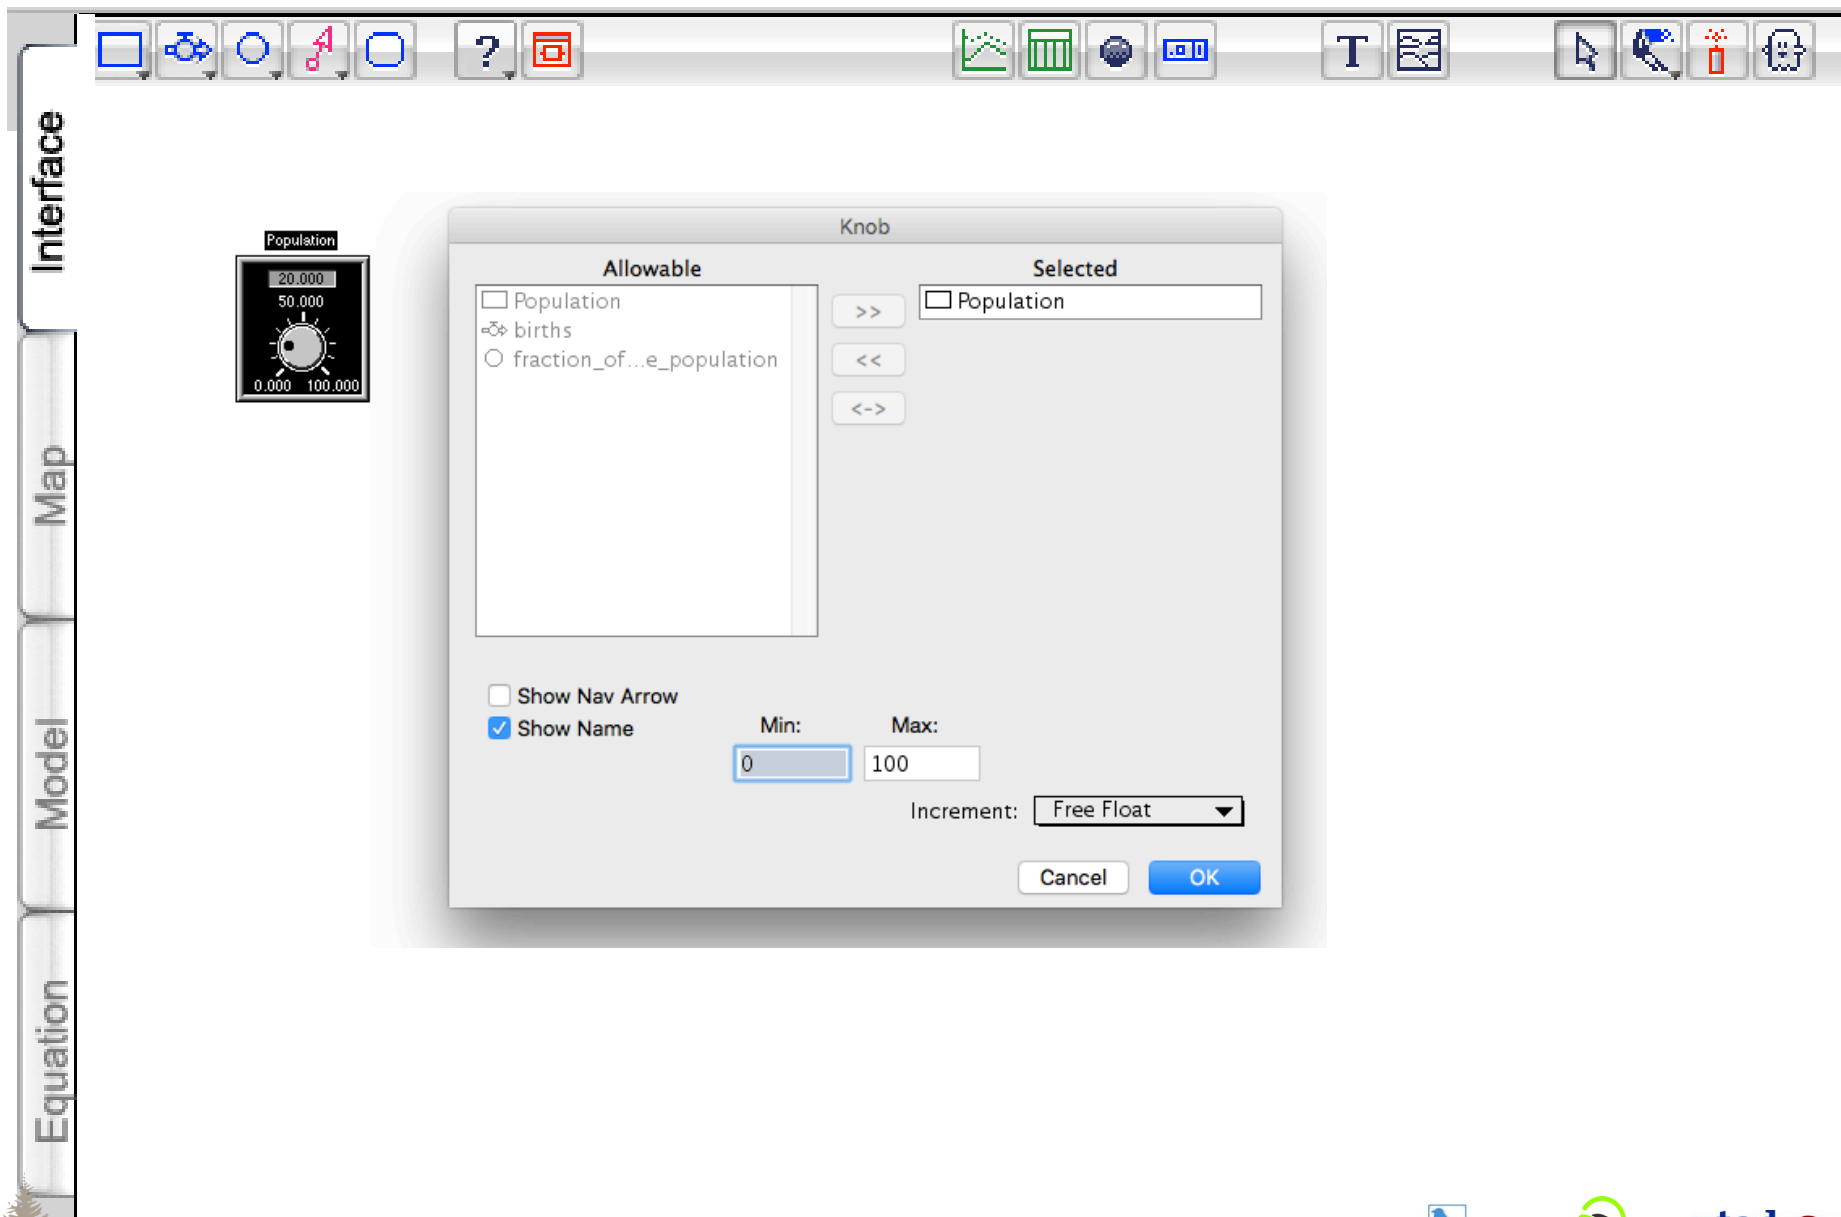 ?
T
Interface
Map
Model
Equation
Population
20.000
50.000
0.000 100.000
Knob
Allowable
Selected
Population
births
fraction_of...e_population
>>
<<
<->
Population
Show Nav Arrow
Show Name
Min:
Max:
0
100
Increment:
Free Float
Cancel
OK